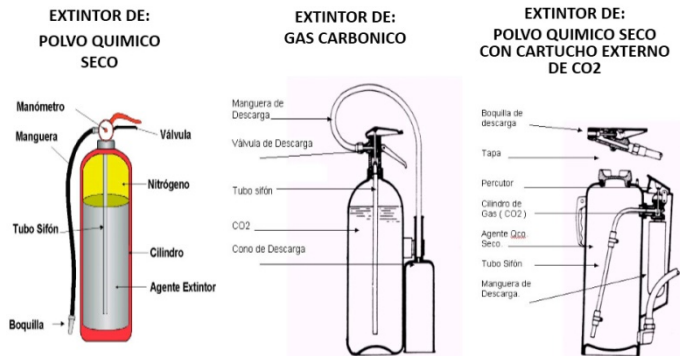 EXTINTOR DE:
POLVO QUIMICO
SECO
Manómetro
Manguera
Válvula
Nitrógeno
Tubo Sifón
Cilindro
Agente Extintor
Boquilla
EXTINTOR DE:
GAS CARBONICO
Manguera de
Descarga
Válvula de Descarga
Tubo sifón
CO2
Cono de Descarga
EXTINTOR DE:
POLVO QUIMICO SECO
CON CARTUCHO EXTERNO
DE CO2
Boquilla de
descarga
Tapa
Percutor
Cilindro de
Gas ( CO2 )
Agente Qco.
Seco.
Tubo Sifón
Manguera de
Descarga.